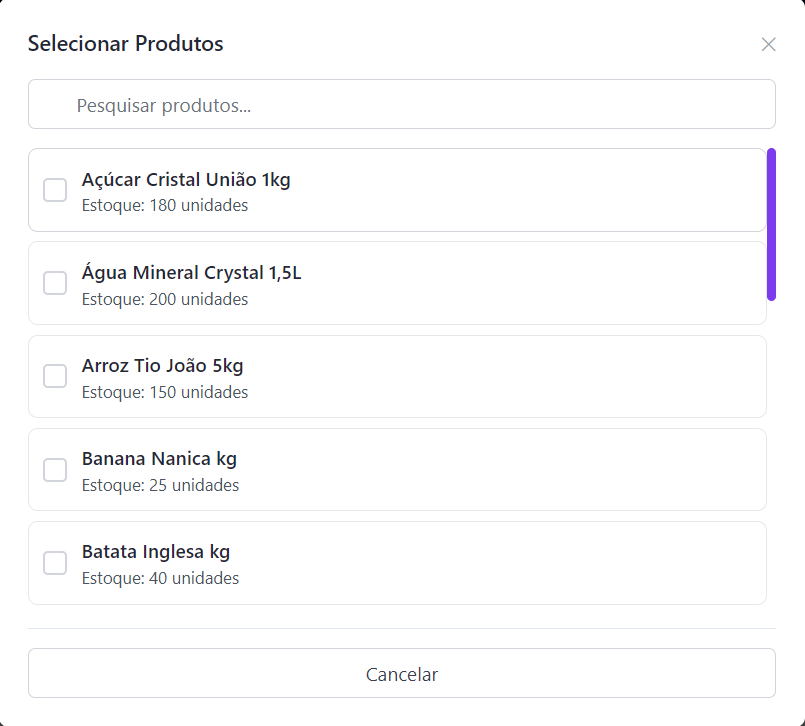 Selecionar Produtos
Pesquisar produtos...
Açúcar Cristal União 1kg
Estoque: 180 unidades
Água Mineral Crystal 1,5L
Estoque: 200 unidades
Arroz Tio João 5kg
Estoque: 150 unidades
Banana Nanica kg
Estoque: 25 unidades
Batata Inglesa kg
Estoque: 40 unidades
Cancelar